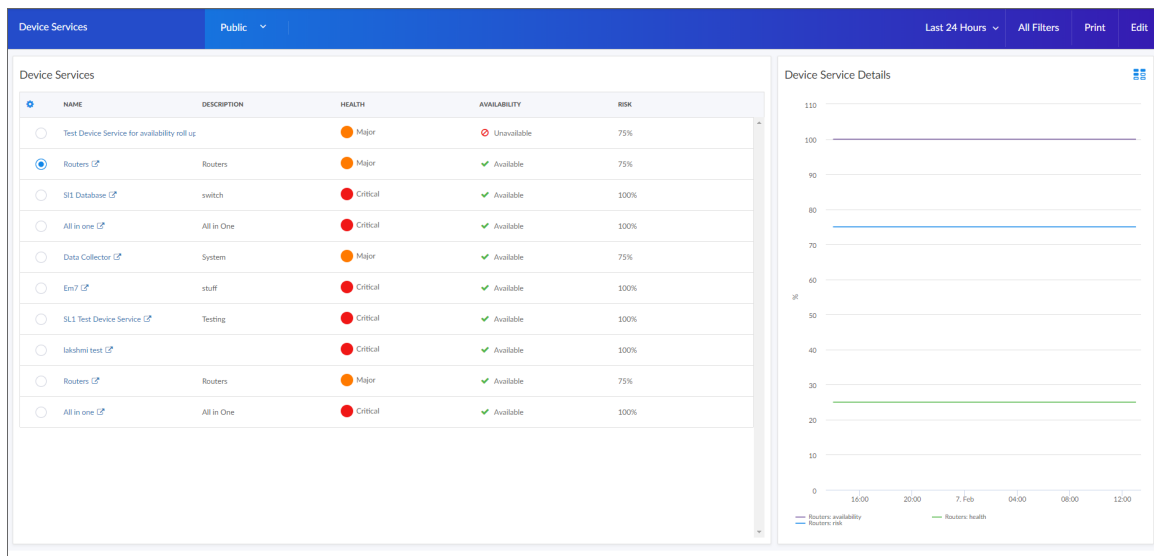 Device Services Public Last 24 Hours All Filters Print Edit
Device Services
NAME DESCRIPTION HEALTH AVAILABILITY RISK
Test Device Service for availability roll up Major Unavailable 75%
Routers Routers Major Available 75%
SI1 Database switch Critical Available 100%
All in one All in One Critical Available 100%
Data Collector System Major Available 75%
Em7 stuff Critical Available 100%
SL1 Test Device Service Testing Critical Available 100%
lakshmi test Critical Available 100%
Routers Routers Major Available 75%
All in one All in One Critical Available 100%
Device Service Details
110
100
90
80
70
60
%
50
40
30
20
10
0
16:00 20:00 7. Feb 04:00 08:00 12:00
Routers: availability Routers: health
Routers: risk